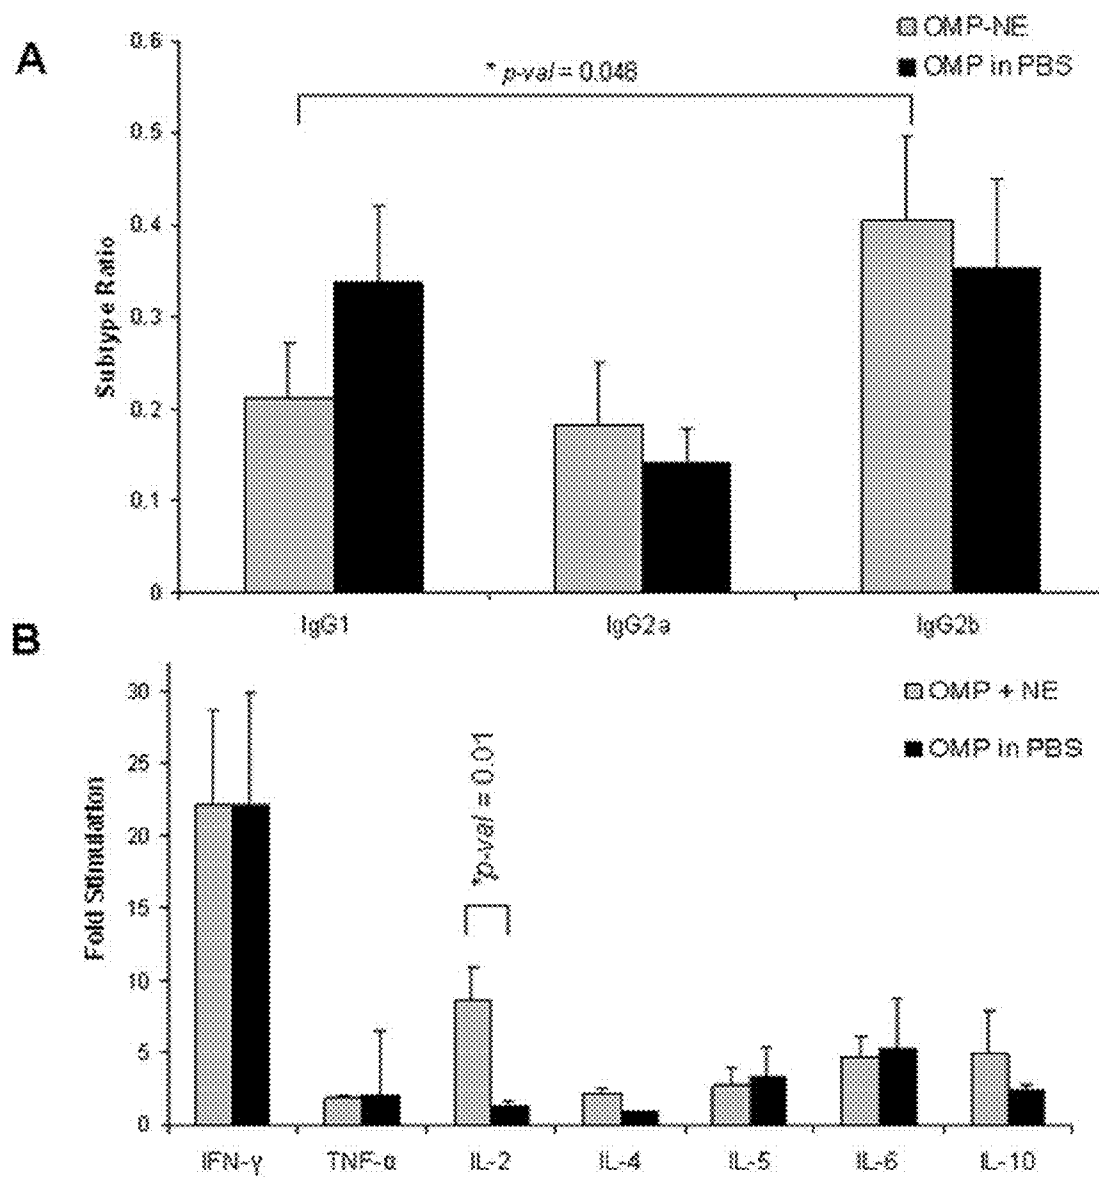 A
0.6
0.5
0.4
0.3
0.2
0.1
0
Subtype Ratio
* p-val = 0.048
OMP-NE
OMP in PBS
IgG1 IgG2a IgG2b
B
30
25
20
15
10
5
0
Fold Stimulation
*p-val = 0.01
OMP + NE
OMP in PBS
IFN-γ TNF-α IL-2 IL-4 IL-5 IL-6 IL-10